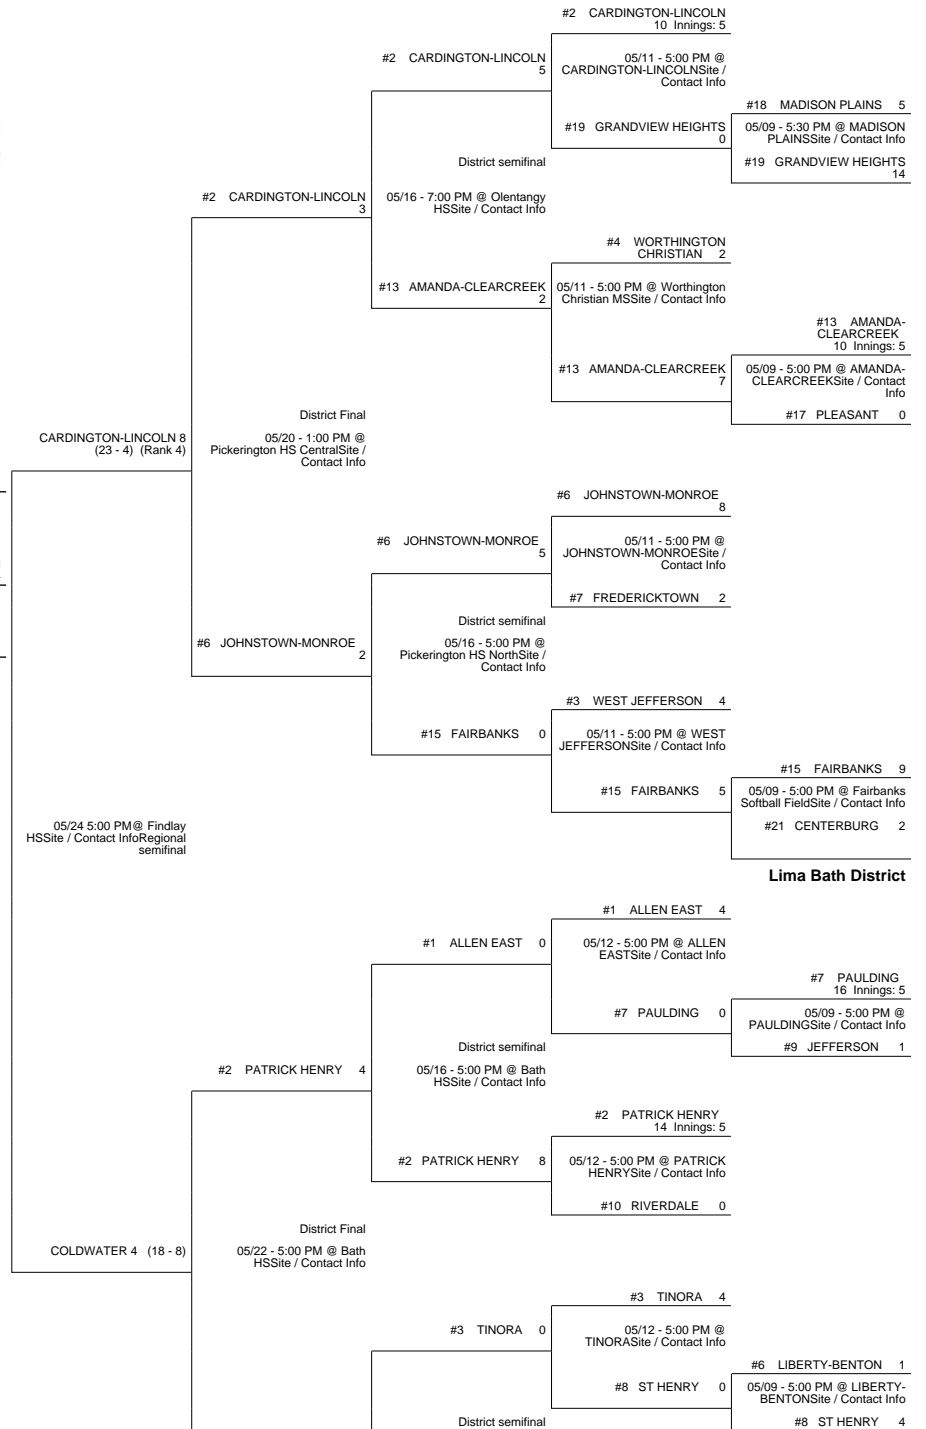 #2 CARDINGTON-LINCOLN
10 Innings: 5
#2 CARDINGTON-LINCOLN
5
05/11 - 5:00 PM @
CARDINGTON-LINCOLNSite /
Contact Info
#18 MADISON PLAINS 5
#19 GRANDVIEW HEIGHTS
0
05/09 - 5:30 PM @ MADISON
PLAINSSite / Contact Info
#19 GRANDVIEW HEIGHTS
14
District semifinal
#2 CARDINGTON-LINCOLN
3
05/16 - 7:00 PM @ Olentangy
HSSite / Contact Info
#4 WORTHINGTON
CHRISTIAN 2
#13 AMANDA-CLEARCREEK
2
05/11 - 5:00 PM @ Worthington
Christian MSSite / Contact Info
#13 AMANDA-
CLEARCREEK
10 Innings: 5
#13 AMANDA-CLEARCREEK
7
05/09 - 5:00 PM @ AMANDA-
CLEARCREEKSite / Contact
Info
#17 PLEASANT 0
District Final
CARDINGTON-LINCOLN 8
(23 - 4) (Rank 4)
05/20 - 1:00 PM @
Pickerington HS CentralSite /
Contact Info
#6 JOHNSTOWN-MONROE
8
#6 JOHNSTOWN-MONROE
5
05/11 - 5:00 PM @
JOHNSTOWN-MONROESite /
Contact Info
#7 FREDERICKTOWN 2
District semifinal
#6 JOHNSTOWN-MONROE
2
05/16 - 5:00 PM @
Pickerington HS NorthSite /
Contact Info
#3 WEST JEFFERSON 4
#15 FAIRBANKS 0
05/11 - 5:00 PM @ WEST
JEFFERSONSite / Contact Info
#15 FAIRBANKS 9
#15 FAIRBANKS 5
05/09 - 5:00 PM @ Fairbanks
Softball FieldSite / Contact Info
#21 CENTERBURG 2
05/24 5:00 PM@ Findlay
HSSite / Contact InfoRegional
semifinal
Lima Bath District
#1 ALLEN EAST 4
#1 ALLEN EAST 0
05/12 - 5:00 PM @ ALLEN
EASTSite / Contact Info
#7 PAULDING
16 Innings: 5
#7 PAULDING 0
05/09 - 5:00 PM @
PAULDINGSite / Contact Info
#9 JEFFERSON 1
District semifinal
#2 PATRICK HENRY 4
05/16 - 5:00 PM @ Bath
HSSite / Contact Info
#2 PATRICK HENRY
14 Innings: 5
#2 PATRICK HENRY 8
05/12 - 5:00 PM @ PATRICK
HENRYSite / Contact Info
#10 RIVERDALE 0
District Final
COLDWATER 4 (18 - 8)
05/22 - 5:00 PM @ Bath
HSSite / Contact Info
#3 TINORA 4
#3 TINORA 0
05/12 - 5:00 PM @
TINORASite / Contact Info
#6 LIBERTY-BENTON 1
#8 ST HENRY 0
05/09 - 5:00 PM @ LIBERTY-
BENTONSite / Contact Info
District semifinal
#8 ST HENRY 4